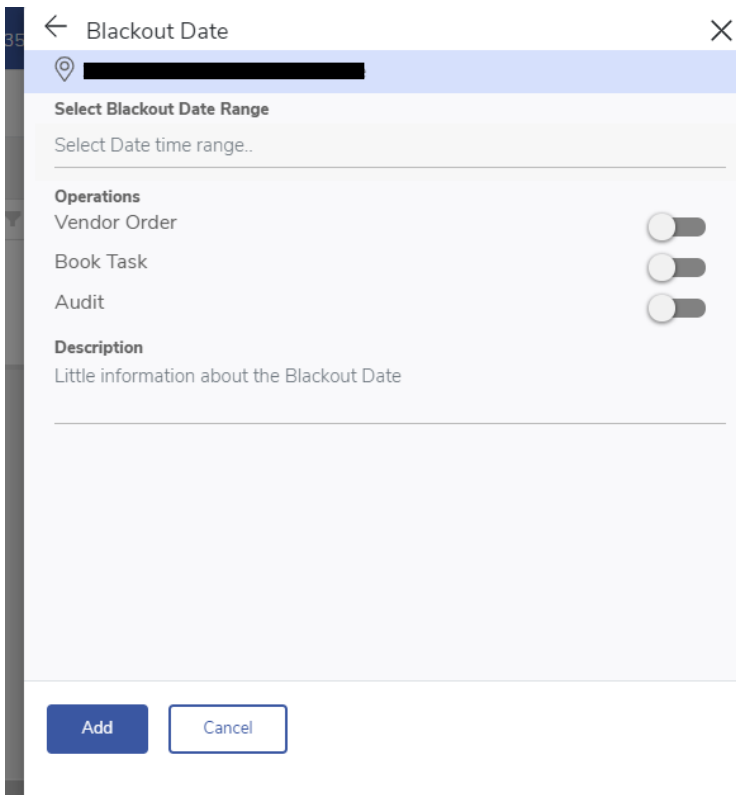 35
Blackout Date
Select Blackout Date Range
Select Date time range..
Operations
Vendor Order
Book Task
Audit
Description
Little information about the Blackout Date
Add
Cancel